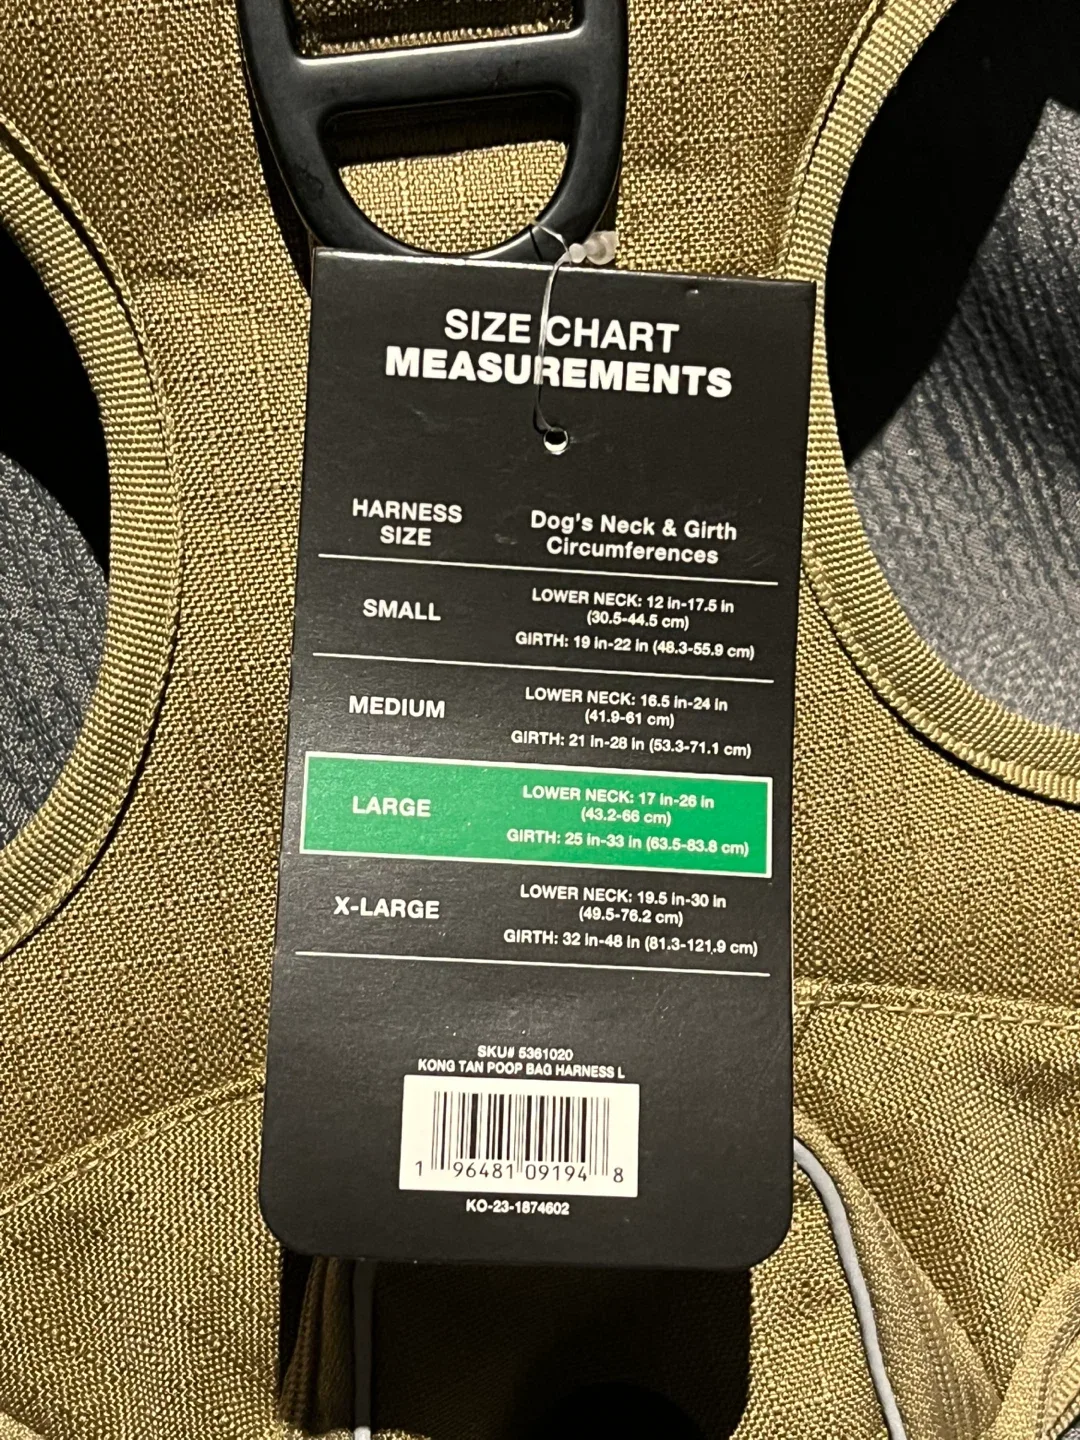 SIZE CHART
MEASUREMENTS
HARNESS
SIZE
Dog's Neck & Girth
Circumferences
SMALL
LOWER NECK: 12 in-17.5 in
(30.5-44.5 cm)
GIRTH: 19 in-22 in (48.3-55.9 cm)
MEDIUM
LOWER NECK: 16.5 in-24 in
(41.9-61 cm)
GIRTH: 21 in-28 in (53.3-71.1 cm)
LARGE
LOWER NECK: 17 in-26 in
(43.2-66 cm)
GIRTH: 25 in-33 in (63.5-83.8 cm)
X-LARGE
LOWER NECK: 19.5 in-30 in
(49.5-76.2 cm)
GIRTH: 32 in-48 in (81.3-121.9 cm)
SKU# 5361020
KONG TAN POOP BAG HARNESS L
1 96481 09194 8
KO-23-1874602